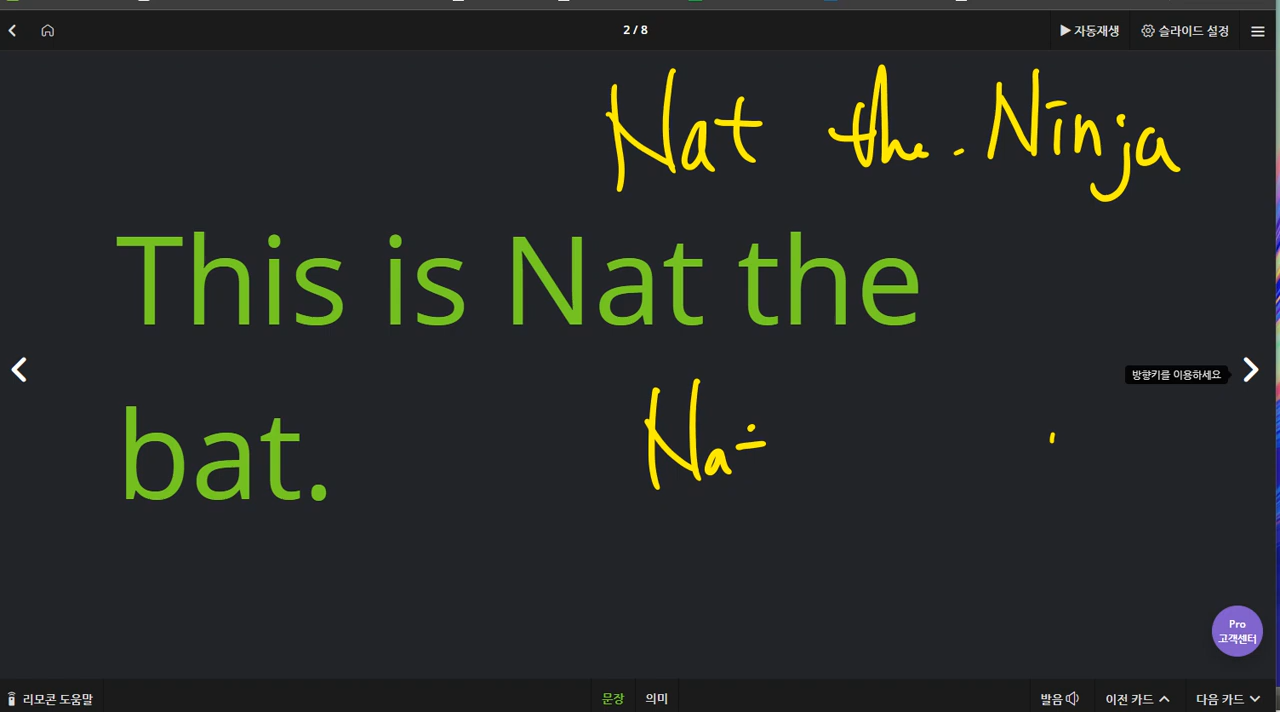 2 / 8
자동재생
슬라이드 설정
Nat the Ninja
This is Nat the
방향키를 이용하세요
bat.
Na
Pro
고객센터
리모콘 도움말
문장
의미
발음
이전 카드
다음 카드